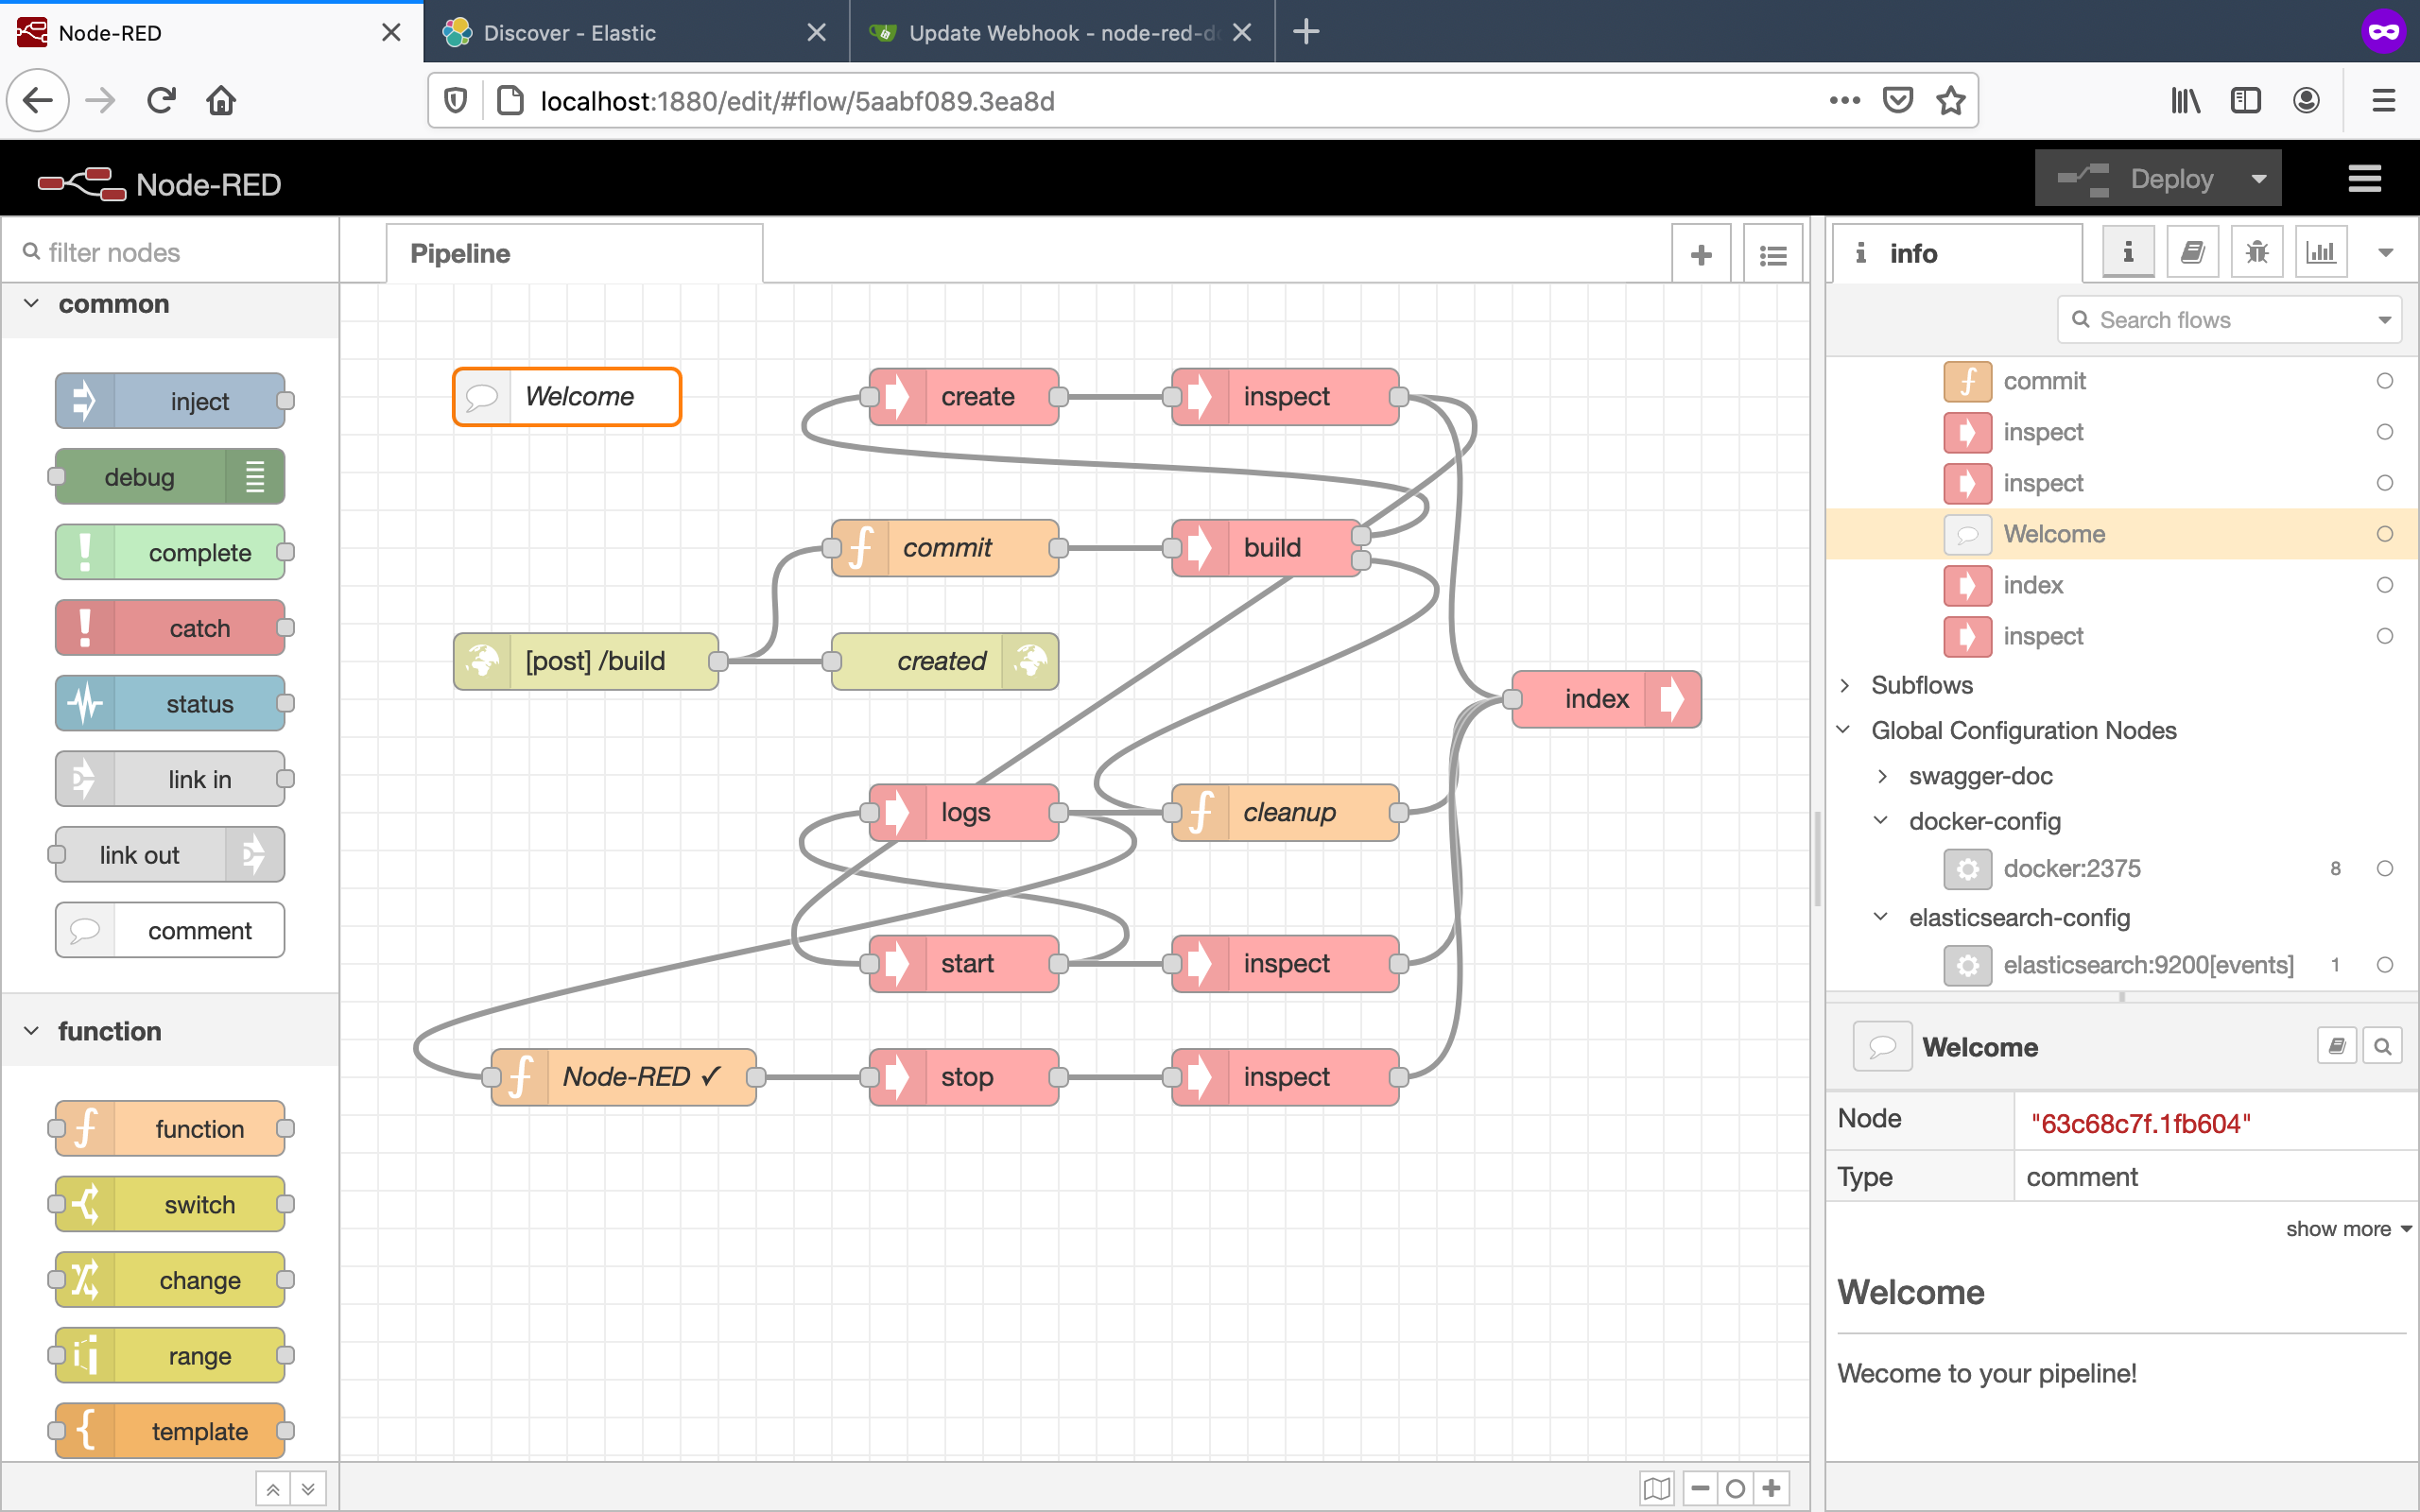 Node-RED
Discover - Elastic
Update Webhook - node-red-d
localhost:1880/edit/#flow/5aabf089.3ea8d
Node-RED
Deploy
filter nodes
common
inject
debug
complete
catch
status
link in
link out
comment
function
function
switch
change
range
template
Pipeline
Welcome
create
inspect
commit
build
[post] /build
created
index
logs
cleanup
start
inspect
Node-RED ✓
stop
inspect
info
Search flows
commit
inspect
inspect
Welcome
index
inspect
Subflows
Global Configuration Nodes
swagger-doc
docker-config
docker:2375 8
elasticsearch-config
elasticsearch:9200[events] 1
Welcome
Node "63c68c7f.1fb604"
Type comment
show more
Welcome
Wecome to your pipeline!